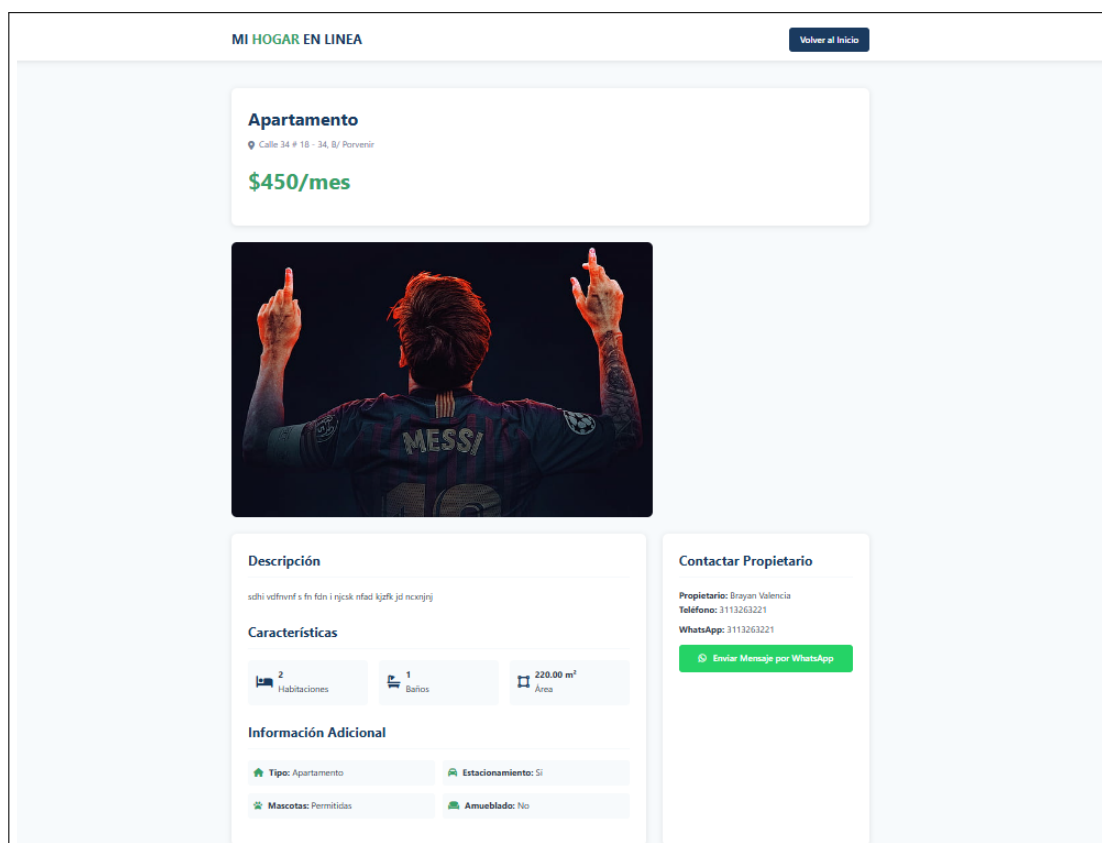 MI HOGAR EN LINEA
Volver al Inicio
Apartamento
Calle 34 # 18 - 34, B/ Porvenir
$450/mes
MESSI
10
Descripción
sdhi vdfnvnf s fn fdn i njcsk nfad kjzfk jd ncxnjnj
Características
2
Habitaciones
1
Baños
220.00 m²
Área
Información Adicional
Tipo: Apartamento
Estacionamiento: Sí
Mascotas: Permitidas
Amueblado: No
Contactar Propietario
Propietario: Brayan Valencia
Teléfono: 3113263221
WhatsApp: 3113263221
Enviar Mensaje por WhatsApp